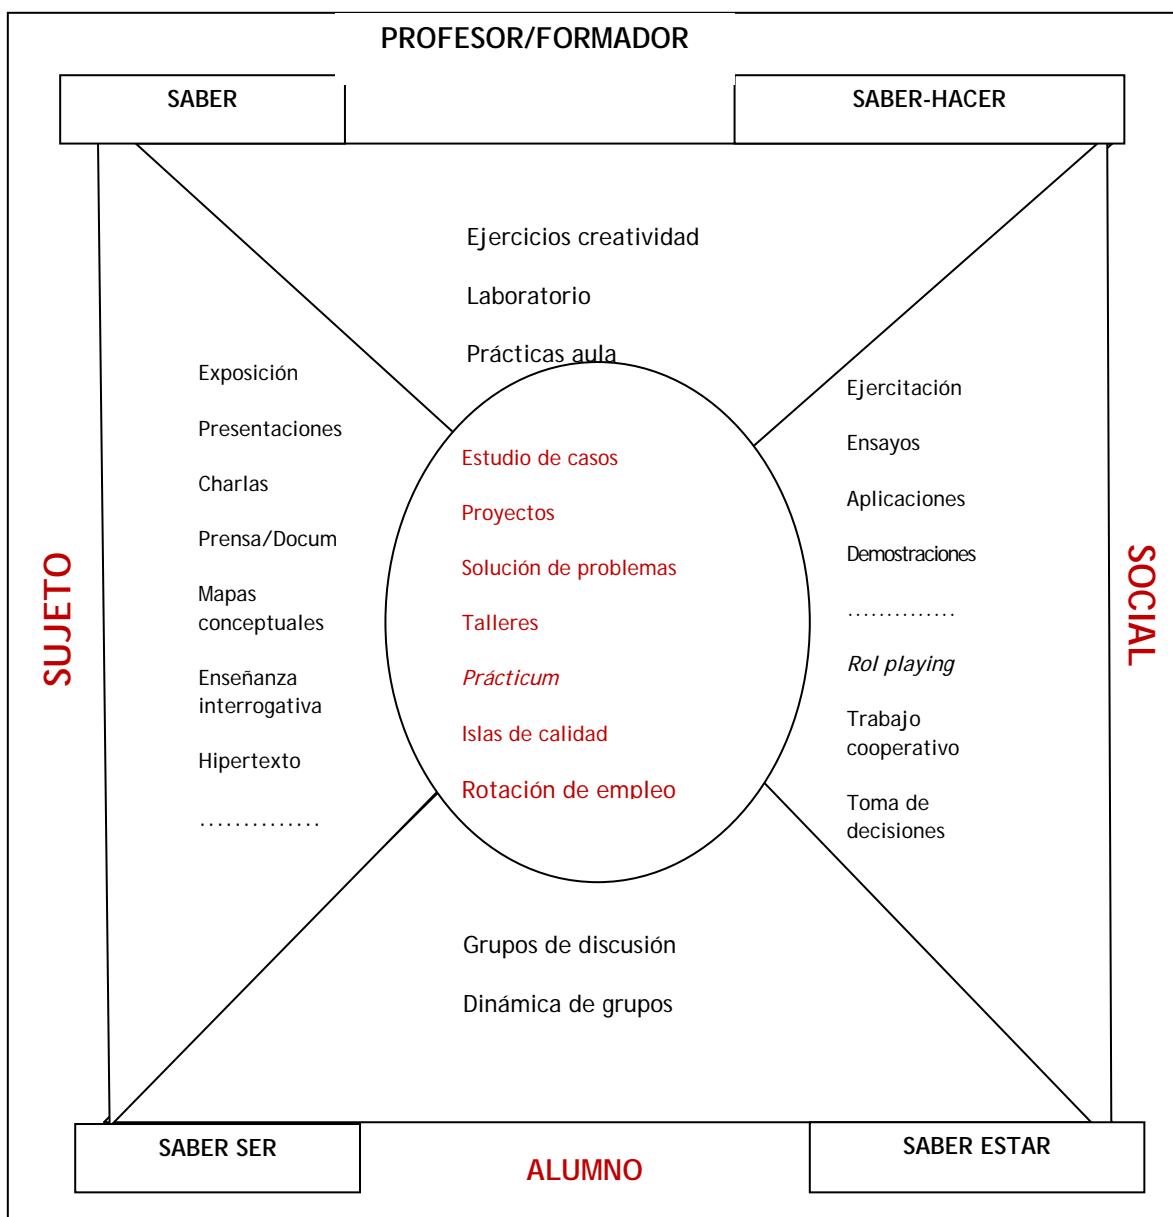 PROFESOR/FORMADOR
SABER
SABER-HACER
Ejercicios creatividad
Laboratorio
Prácticas aula
Exposición
Presentaciones
Charlas
Prensa/Docum
Mapas
conceptuales
Enseñanza
interrogativa
Hipertexto
..............
Estudio de casos
Proyectos
Solución de problemas
Talleres
Prácticum
Islas de calidad
Rotación de empleo
Ejercitación
Ensayos
Aplicaciones
Demostraciones
..............
Rol playing
Trabajo
cooperativo
Toma de
decisiones
SUJETO
SOCIAL
Grupos de discusión
Dinámica de grupos
SABER SER
ALUMNO
SABER ESTAR